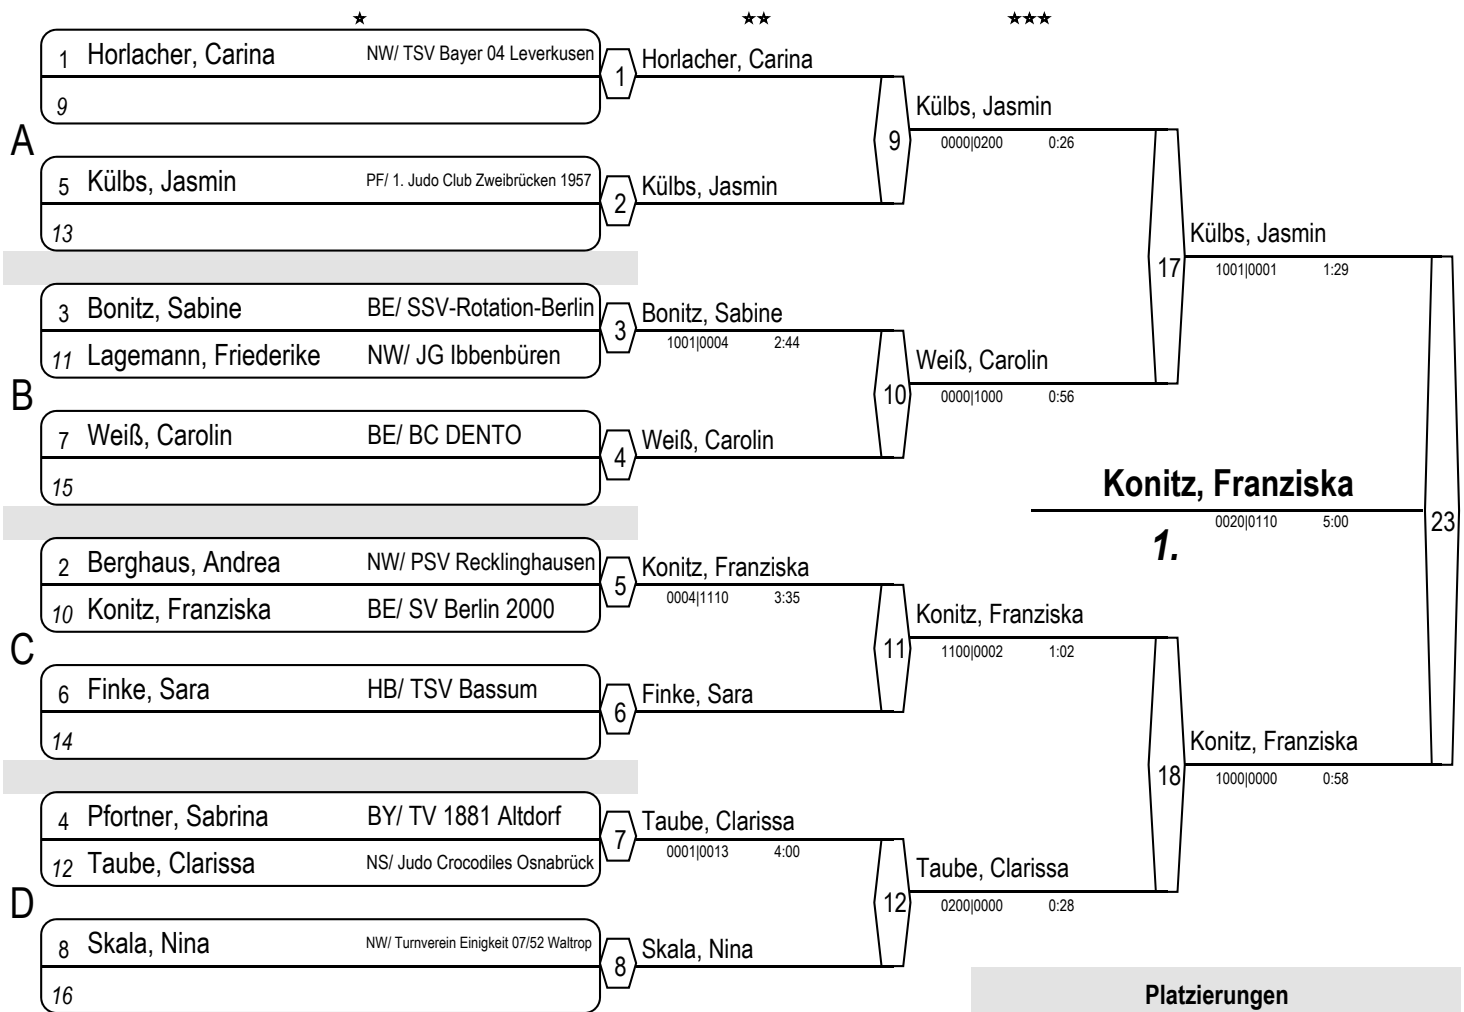 ★ ★★ ★★★
1 Horlacher, Carina NW/ TSV Bayer 04 Leverkusen
9
A
5 Külbs, Jasmin PF/ 1. Judo Club Zweibrücken 1957
13
3 Bonitz, Sabine BE/ SSV-Rotation-Berlin
11 Lagemann, Friederike NW/ JG Ibbenbüren
B
7 Weiß, Carolin BE/ BC DENTO
15
2 Berghaus, Andrea NW/ PSV Recklinghausen
10 Konitz, Franziska BE/ SV Berlin 2000
C
6 Finke, Sara HB/ TSV Bassum
14
4 Pfortner, Sabrina BY/ TV 1881 Altdorf
12 Taube, Clarissa NS/ Judo Crocodiles Osnabrück
D
8 Skala, Nina NW/ Turnverein Einigkeit 07/52 Waltrop
16
1 Horlacher, Carina
2 Külbs, Jasmin
3 Bonitz, Sabine
1001|0004 2:44
4 Weiß, Carolin
5 Konitz, Franziska
0004|1110 3:35
6 Finke, Sara
7 Taube, Clarissa
0001|0013 4:00
8 Skala, Nina
9 Külbs, Jasmin
0000|0200 0:26
10 Weiß, Carolin
0000|1000 0:56
11 Konitz, Franziska
1100|0002 1:02
12 Taube, Clarissa
0200|0000 0:28
17 Külbs, Jasmin
1001|0001 1:29
18 Konitz, Franziska
1000|0000 0:58
23
Konitz, Franziska
0020|0110 5:00
1.
Platzierungen